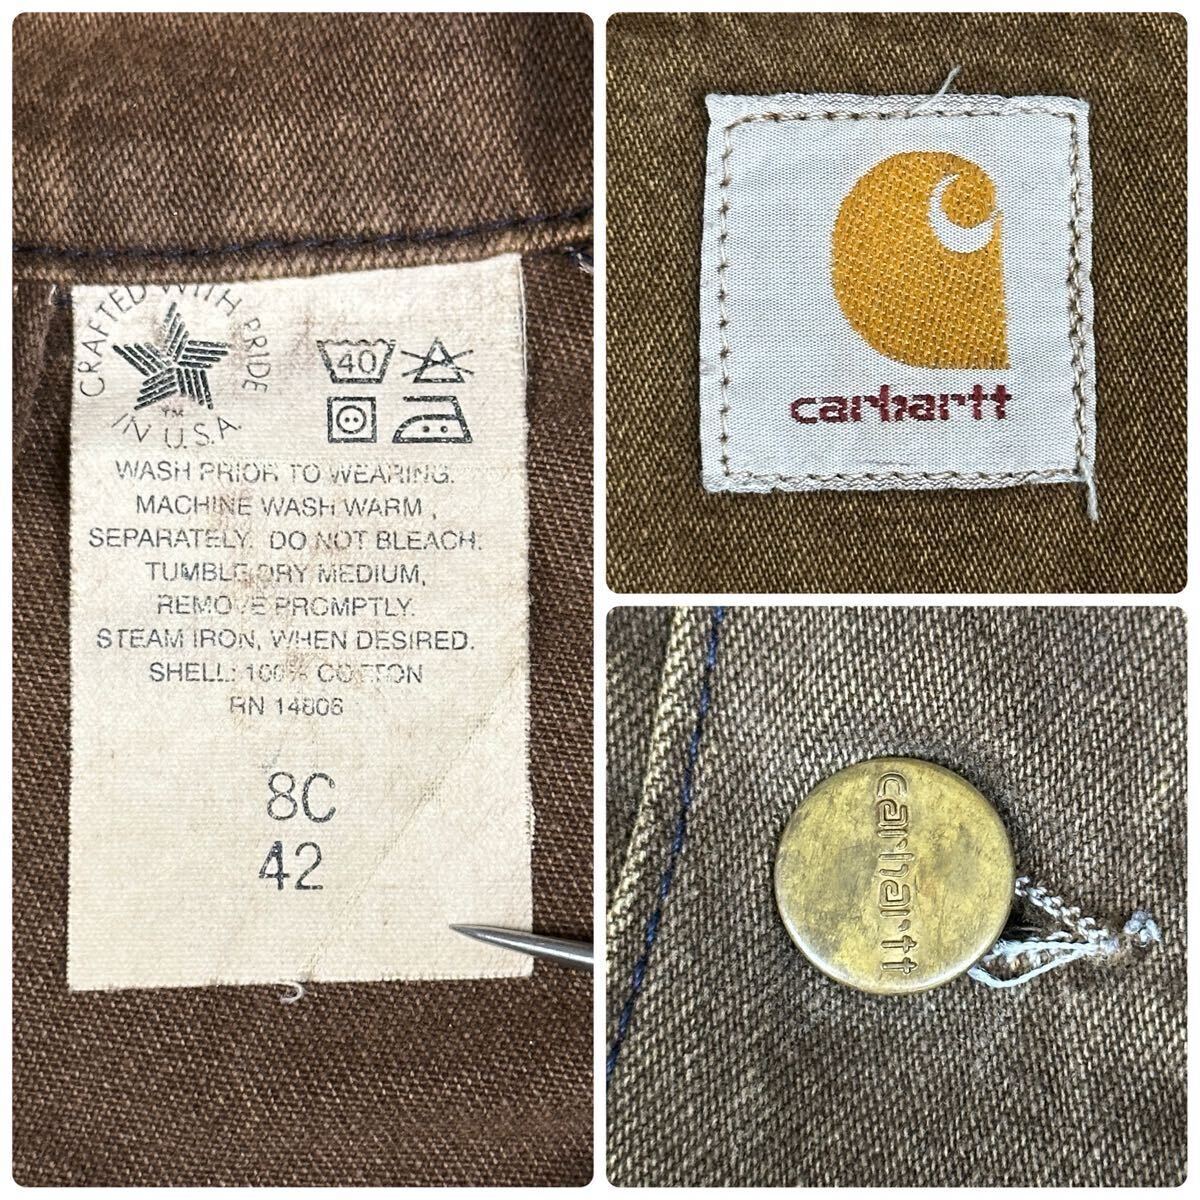 CRAFTED WITH PRIDE
IN U.S.A.
TM
40
WASH PRIOR TO WEARING.
MACHINE WASH WARM,
SEPARATELY. DO NOT BLEACH.
TUMBLE DRY MEDIUM,
REMOVE PROMPTLY.
STEAM IRON, WHEN DESIRED.
SHELL: 100% COTTON
RN 14806
8C
42
carhartt
carhartt